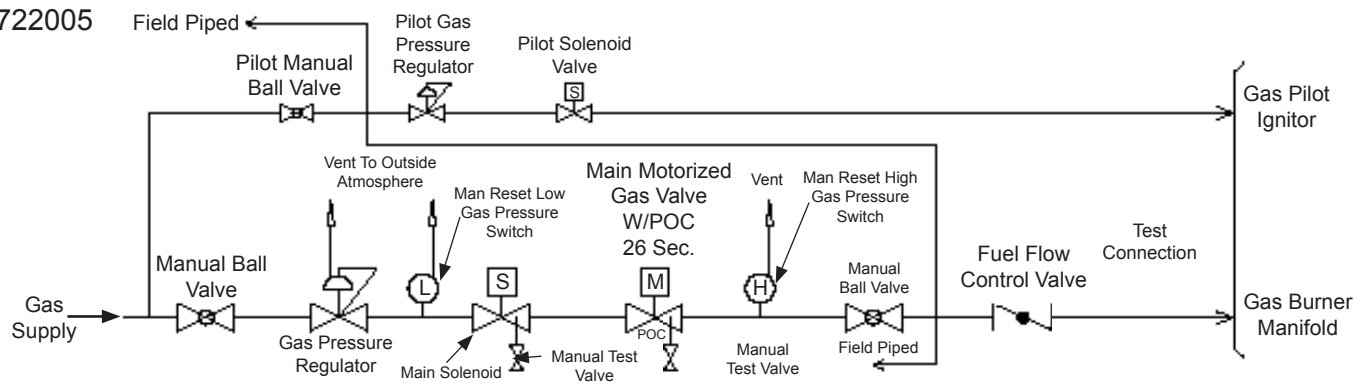 722005
Field Piped
Pilot Gas
Pressure
Regulator
Pilot Solenoid
Valve
Pilot Manual
Ball Valve
S
Gas Pilot
Ignitor
Vent To Outside
Atmosphere
Man Reset Low
Gas Pressure
Switch
Main Motorized
Gas Valve
W/POC
26 Sec.
Vent
Man Reset High
Gas Pressure
Switch
Test
Connection
Manual Ball
Valve
L
S
M
H
Manual
Ball Valve
Fuel Flow
Control Valve
Gas
Supply
Gas Burner
Manifold
POC
Gas Pressure
Regulator
Main Solenoid
Manual Test
Valve
Manual
Test Valve
Field Piped